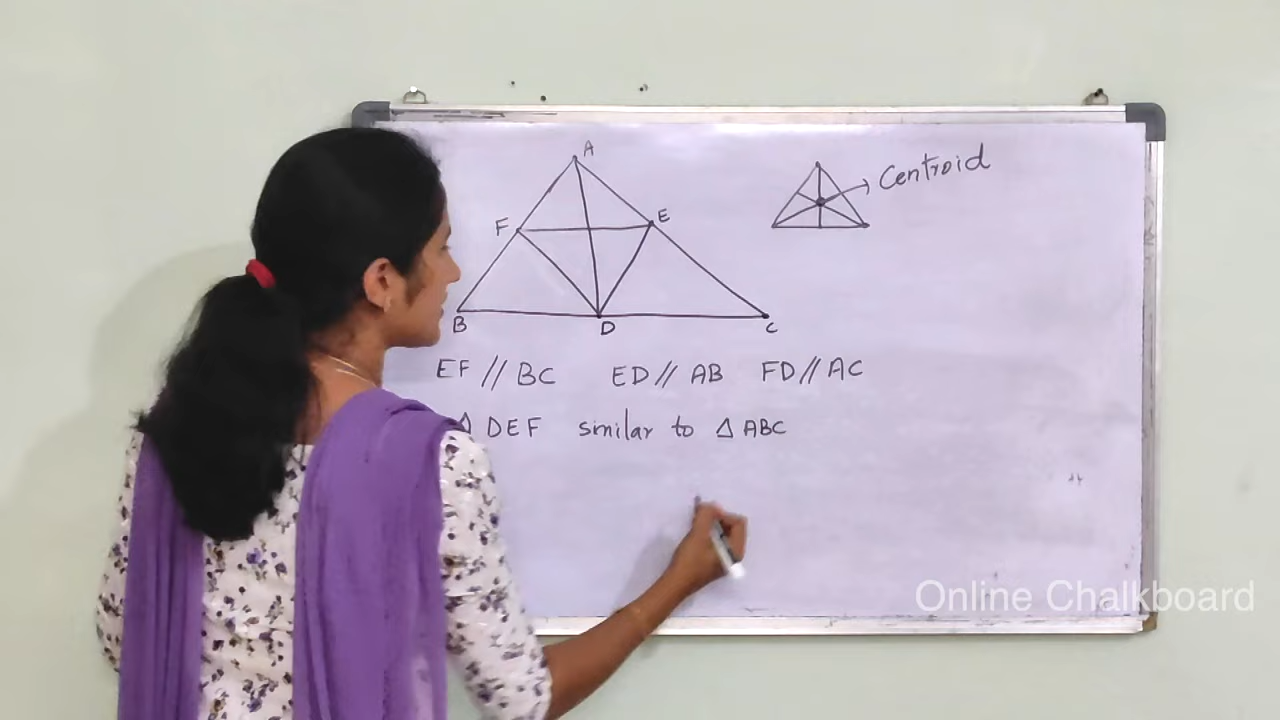 A
F
E
B
D
C
Centroid
EF // BC ED // AB FD // AC
Δ DEF similar to Δ ABC
Online Chalkboard